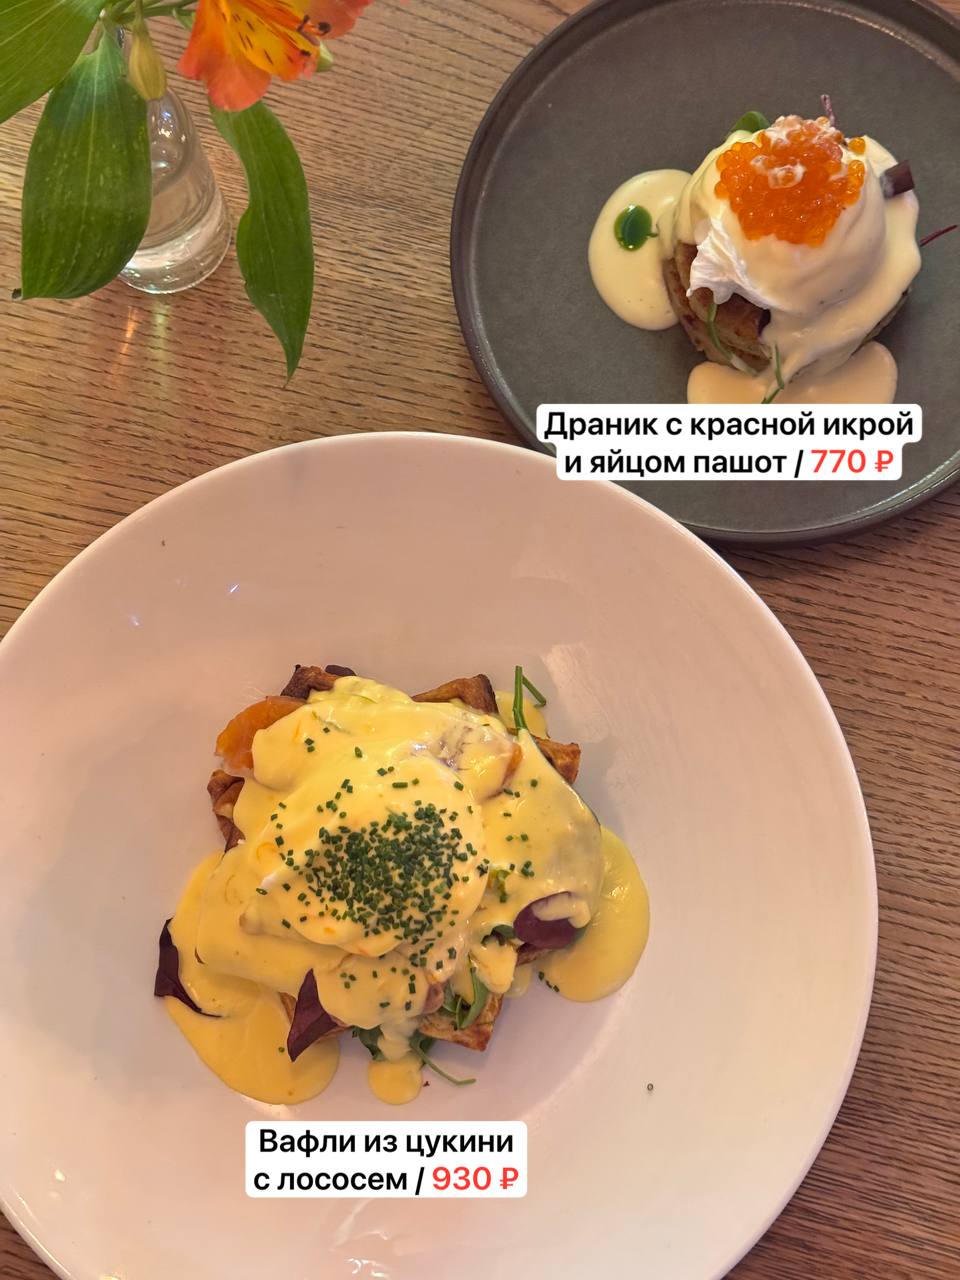 Драник с красной икрой
и яйцом пашот / 770 ₽
Вафли из цукини
с лососем / 930 ₽